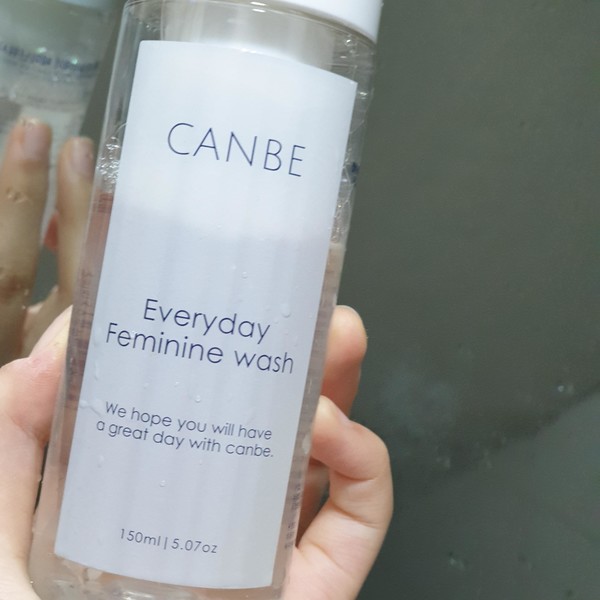 CANBE
Everyday
Feminine wash
We hope you will have
a great day with canbe.
150ml | 5.07oz